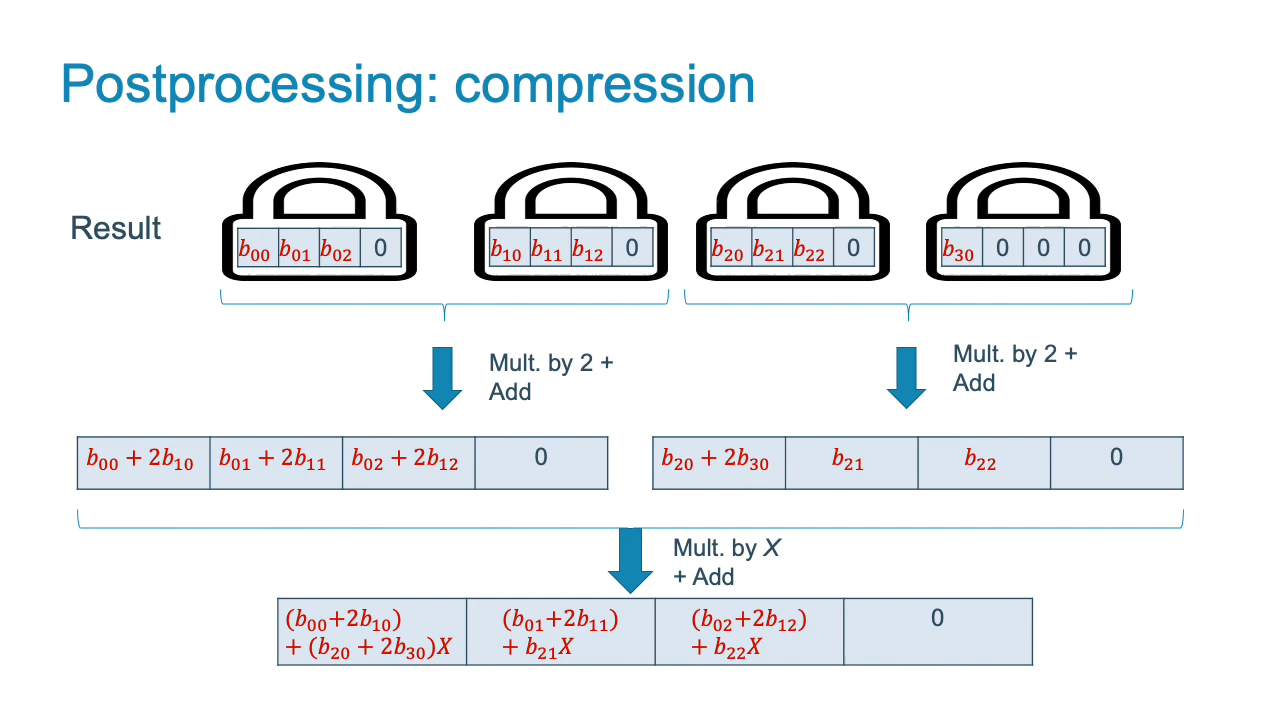 Postprocessing: compression
Result
b₀₀ b₀₁ b₀₂ 0
b₁₀ b₁₁ b₁₂ 0
b₂₀ b₂₁ b₂₂ 0
b₃₀ 0 0 0
Mult. by 2 +
Add
Mult. by 2 +
Add
b₀₀ + 2b₁₀ b₀₁ + 2b₁₁ b₀₂ + 2b₁₂ 0
b₂₀ + 2b₃₀ b₂₁ b₂₂ 0
Mult. by X
+ Add
(b₀₀+2b₁₀) (b₀₁+2b₁₁) (b₀₂+2b₁₂) 0
+ (b₂₀ + 2b₃₀)X + b₂₁X + b₂₂X